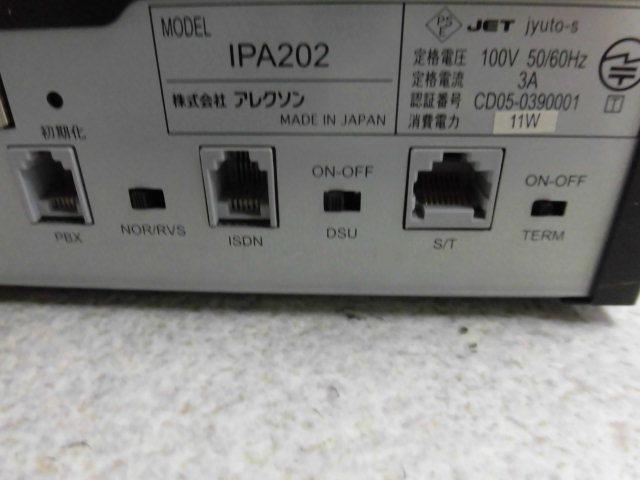 MODEL
IPA202
株式会社 アレクソン
MADE IN JAPAN
PS
E
JET jyuto-s
定格電圧 100V 50/60Hz
定格電流 3A
認証番号 CD05-0390001
消費電力 11W
T
初期化
PBX
NOR/RVS
ISDN
ON-OFF
DSU
S/T
ON-OFF
TERM